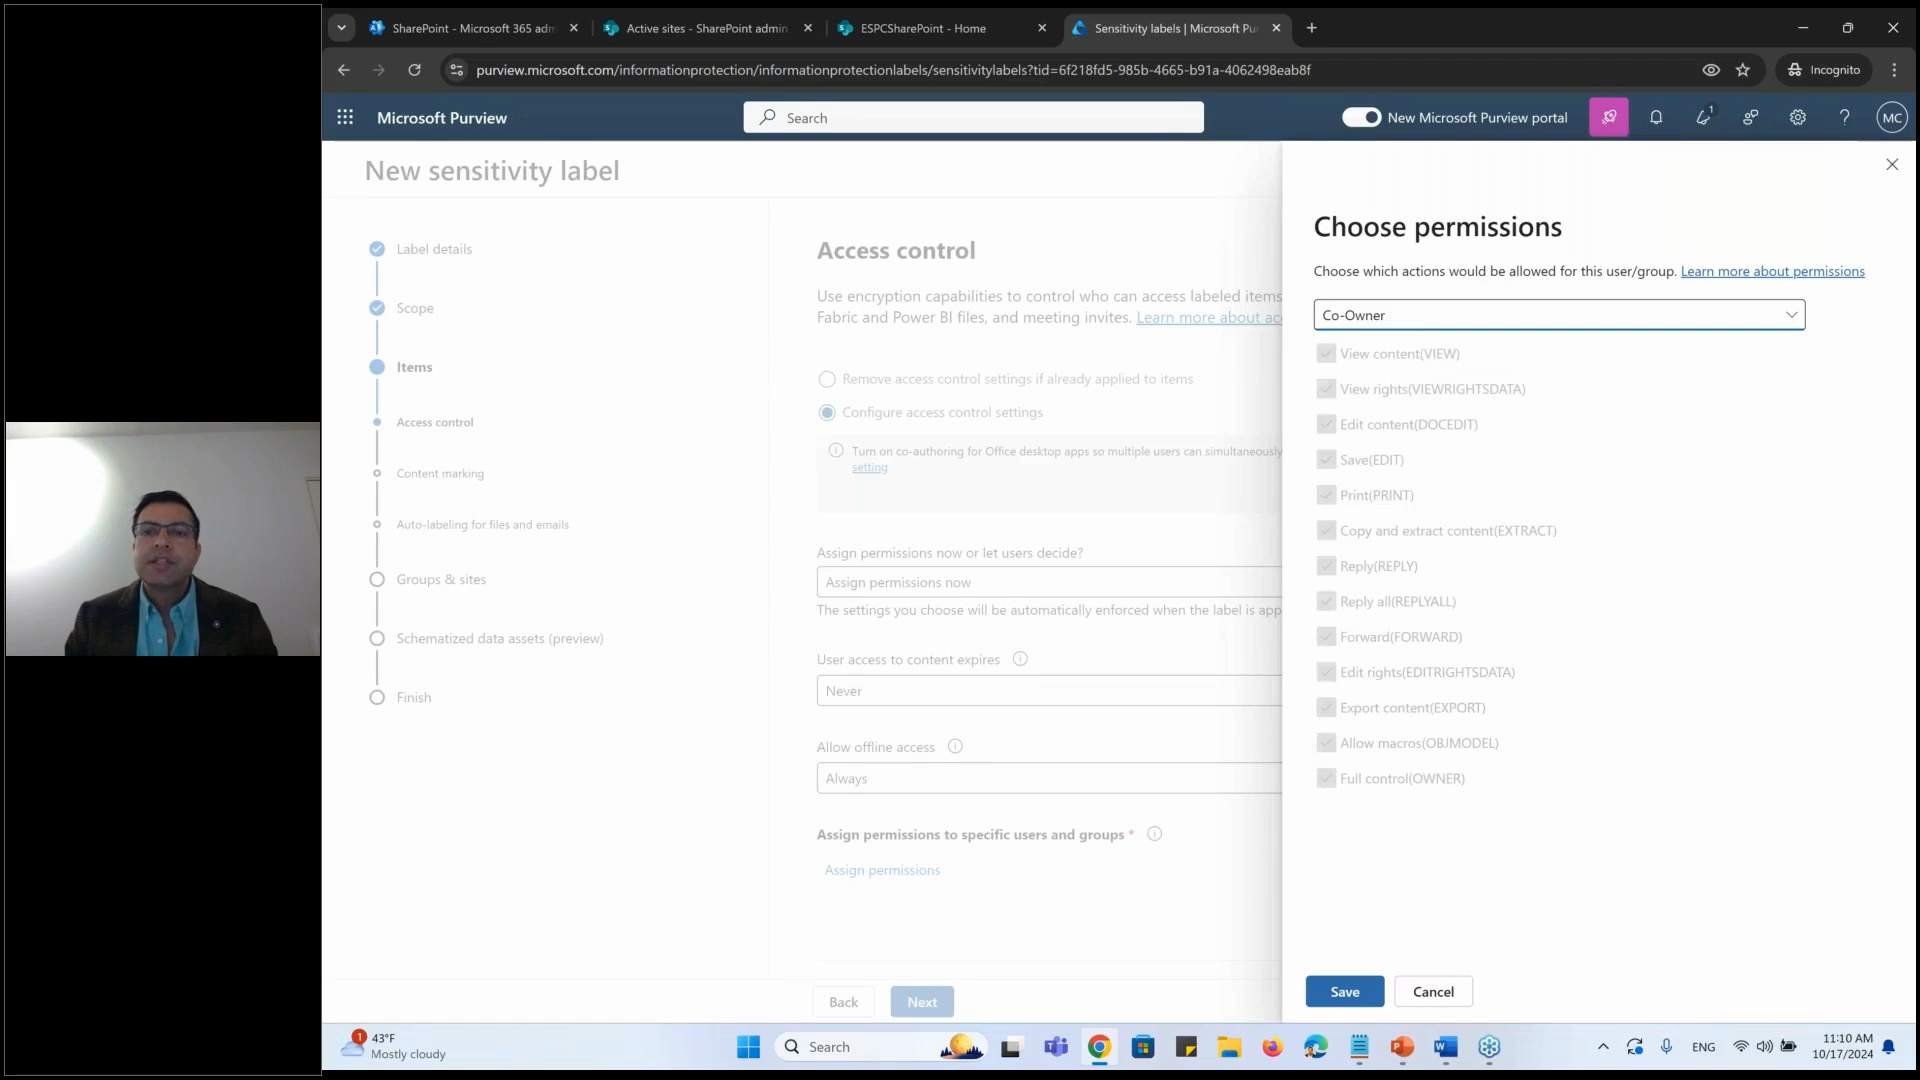 SharePoint - Microsoft 365 adm
Active sites - SharePoint admin
ESPCSharePoint - Home
Sensitivity labels | Microsoft Pur
purview.microsoft.com/informationprotection/informationprotectionlabels/sensitivitylabels?tid=6f218fd5-985b-4665-b91a-4062498eab8f
Incognito
Microsoft Purview
Search
New Microsoft Purview portal
1
MC
New sensitivity label
Label details
Scope
Items
Access control
Content marking
Auto-labeling for files and emails
Groups & sites
Schematized data assets (preview)
Finish
Access control
Use encryption capabilities to control who can access labeled items
Fabric and Power BI files, and meeting invites. Learn more about acc
Remove access control settings if already applied to items
Configure access control settings
Turn on co-authoring for Office desktop apps so multiple users can simultaneously
setting
Assign permissions now or let users decide?
Assign permissions now
The settings you choose will be automatically enforced when the label is app
User access to content expires
Never
Allow offline access
Always
Assign permissions to specific users and groups *
Assign permissions
Back
Next
Choose permissions
Choose which actions would be allowed for this user/group. Learn more about permissions
Co-Owner
View content(VIEW)
View rights(VIEWRIGHTSDATA)
Edit content(DOCEDIT)
Save(EDIT)
Print(PRINT)
Copy and extract content(EXTRACT)
Reply(REPLY)
Reply all(REPLYALL)
Forward(FORWARD)
Edit rights(EDITRIGHTSDATA)
Export content(EXPORT)
Allow macros(OBJMODEL)
Full control(OWNER)
Save
Cancel
1
43°F
Mostly cloudy
Search
ENG
11:10 AM
10/17/2024